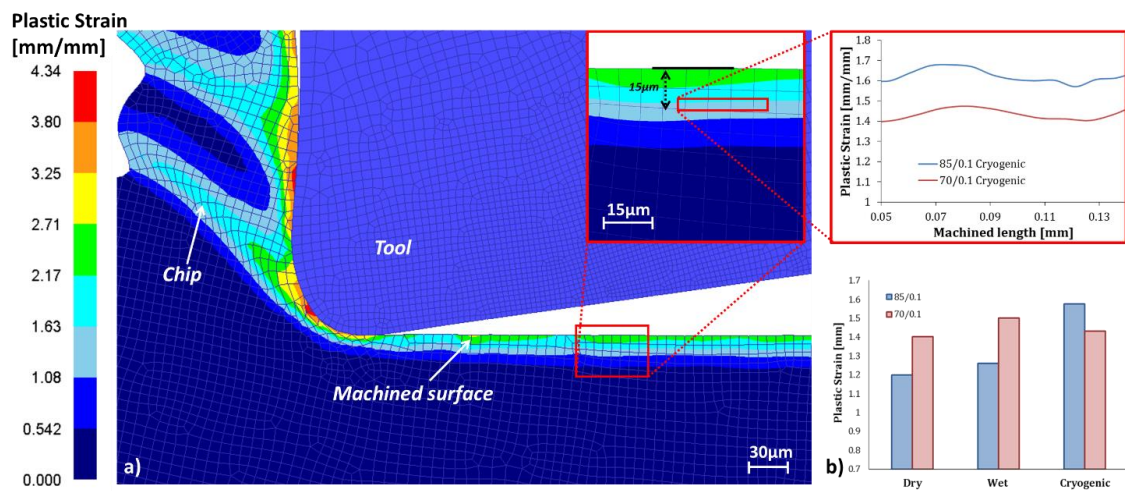 Plastic Strain
[mm/mm]
4.34
3.80
3.25
2.71
2.17
1.63
1.08
0.542
0.000
Chip
Tool
Machined surface
a)
30µm
15µm
15µm
Plastic Strain [mm/mm]
1.8
1.7
1.6
1.5
1.4
1.3
1.2
1.1
1
85/0.1 Cryogenic
70/0.1 Cryogenic
0.05
0.07
0.09
0.11
0.13
Machined length [mm]
Plastic Strain [mm/mm]
1.6
1.5
1.4
1.3
1.2
1.1
1
0.9
0.8
0.7
85/0.1
70/0.1
Dry
Wet
Cryogenic
b)